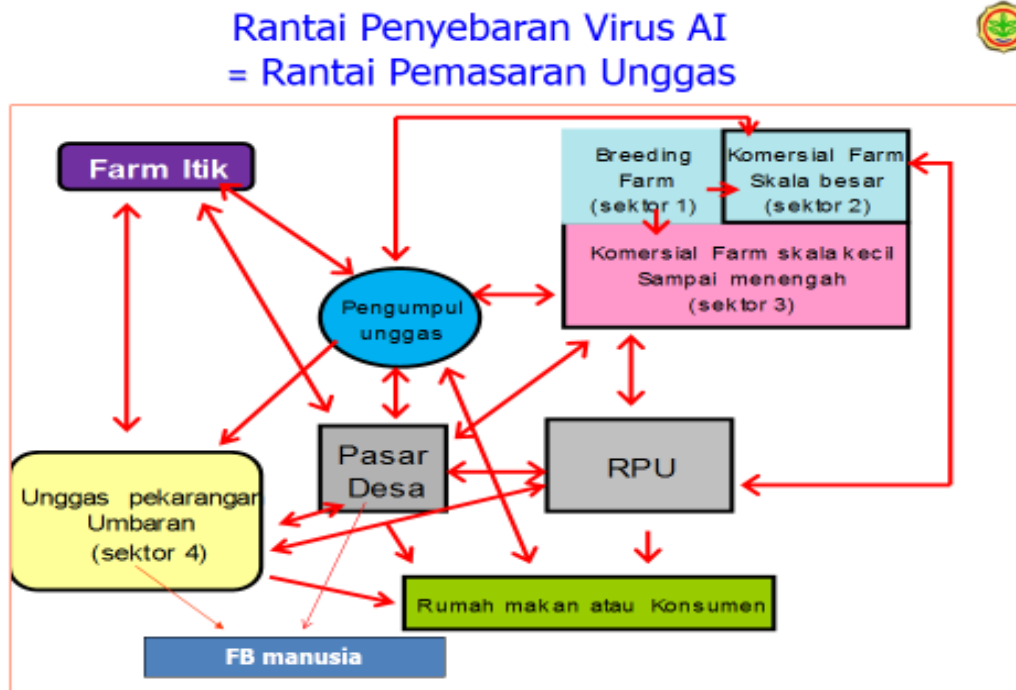 Rantai Penyebaran Virus AI
= Rantai Pemasaran Unggas
Farm Itik
Breeding
Farm
(sektor 1)
Komersial Farm
Skala besar
(sektor 2)
Komersial Farm skala kecil
Sampai menengah
(sektor 3)
Pengumpul
unggas
Pasar
Desa
RPU
Unggas pekarangar
Umbaran
(sektor 4)
Rumah makan atau Konsumen
FB manusia